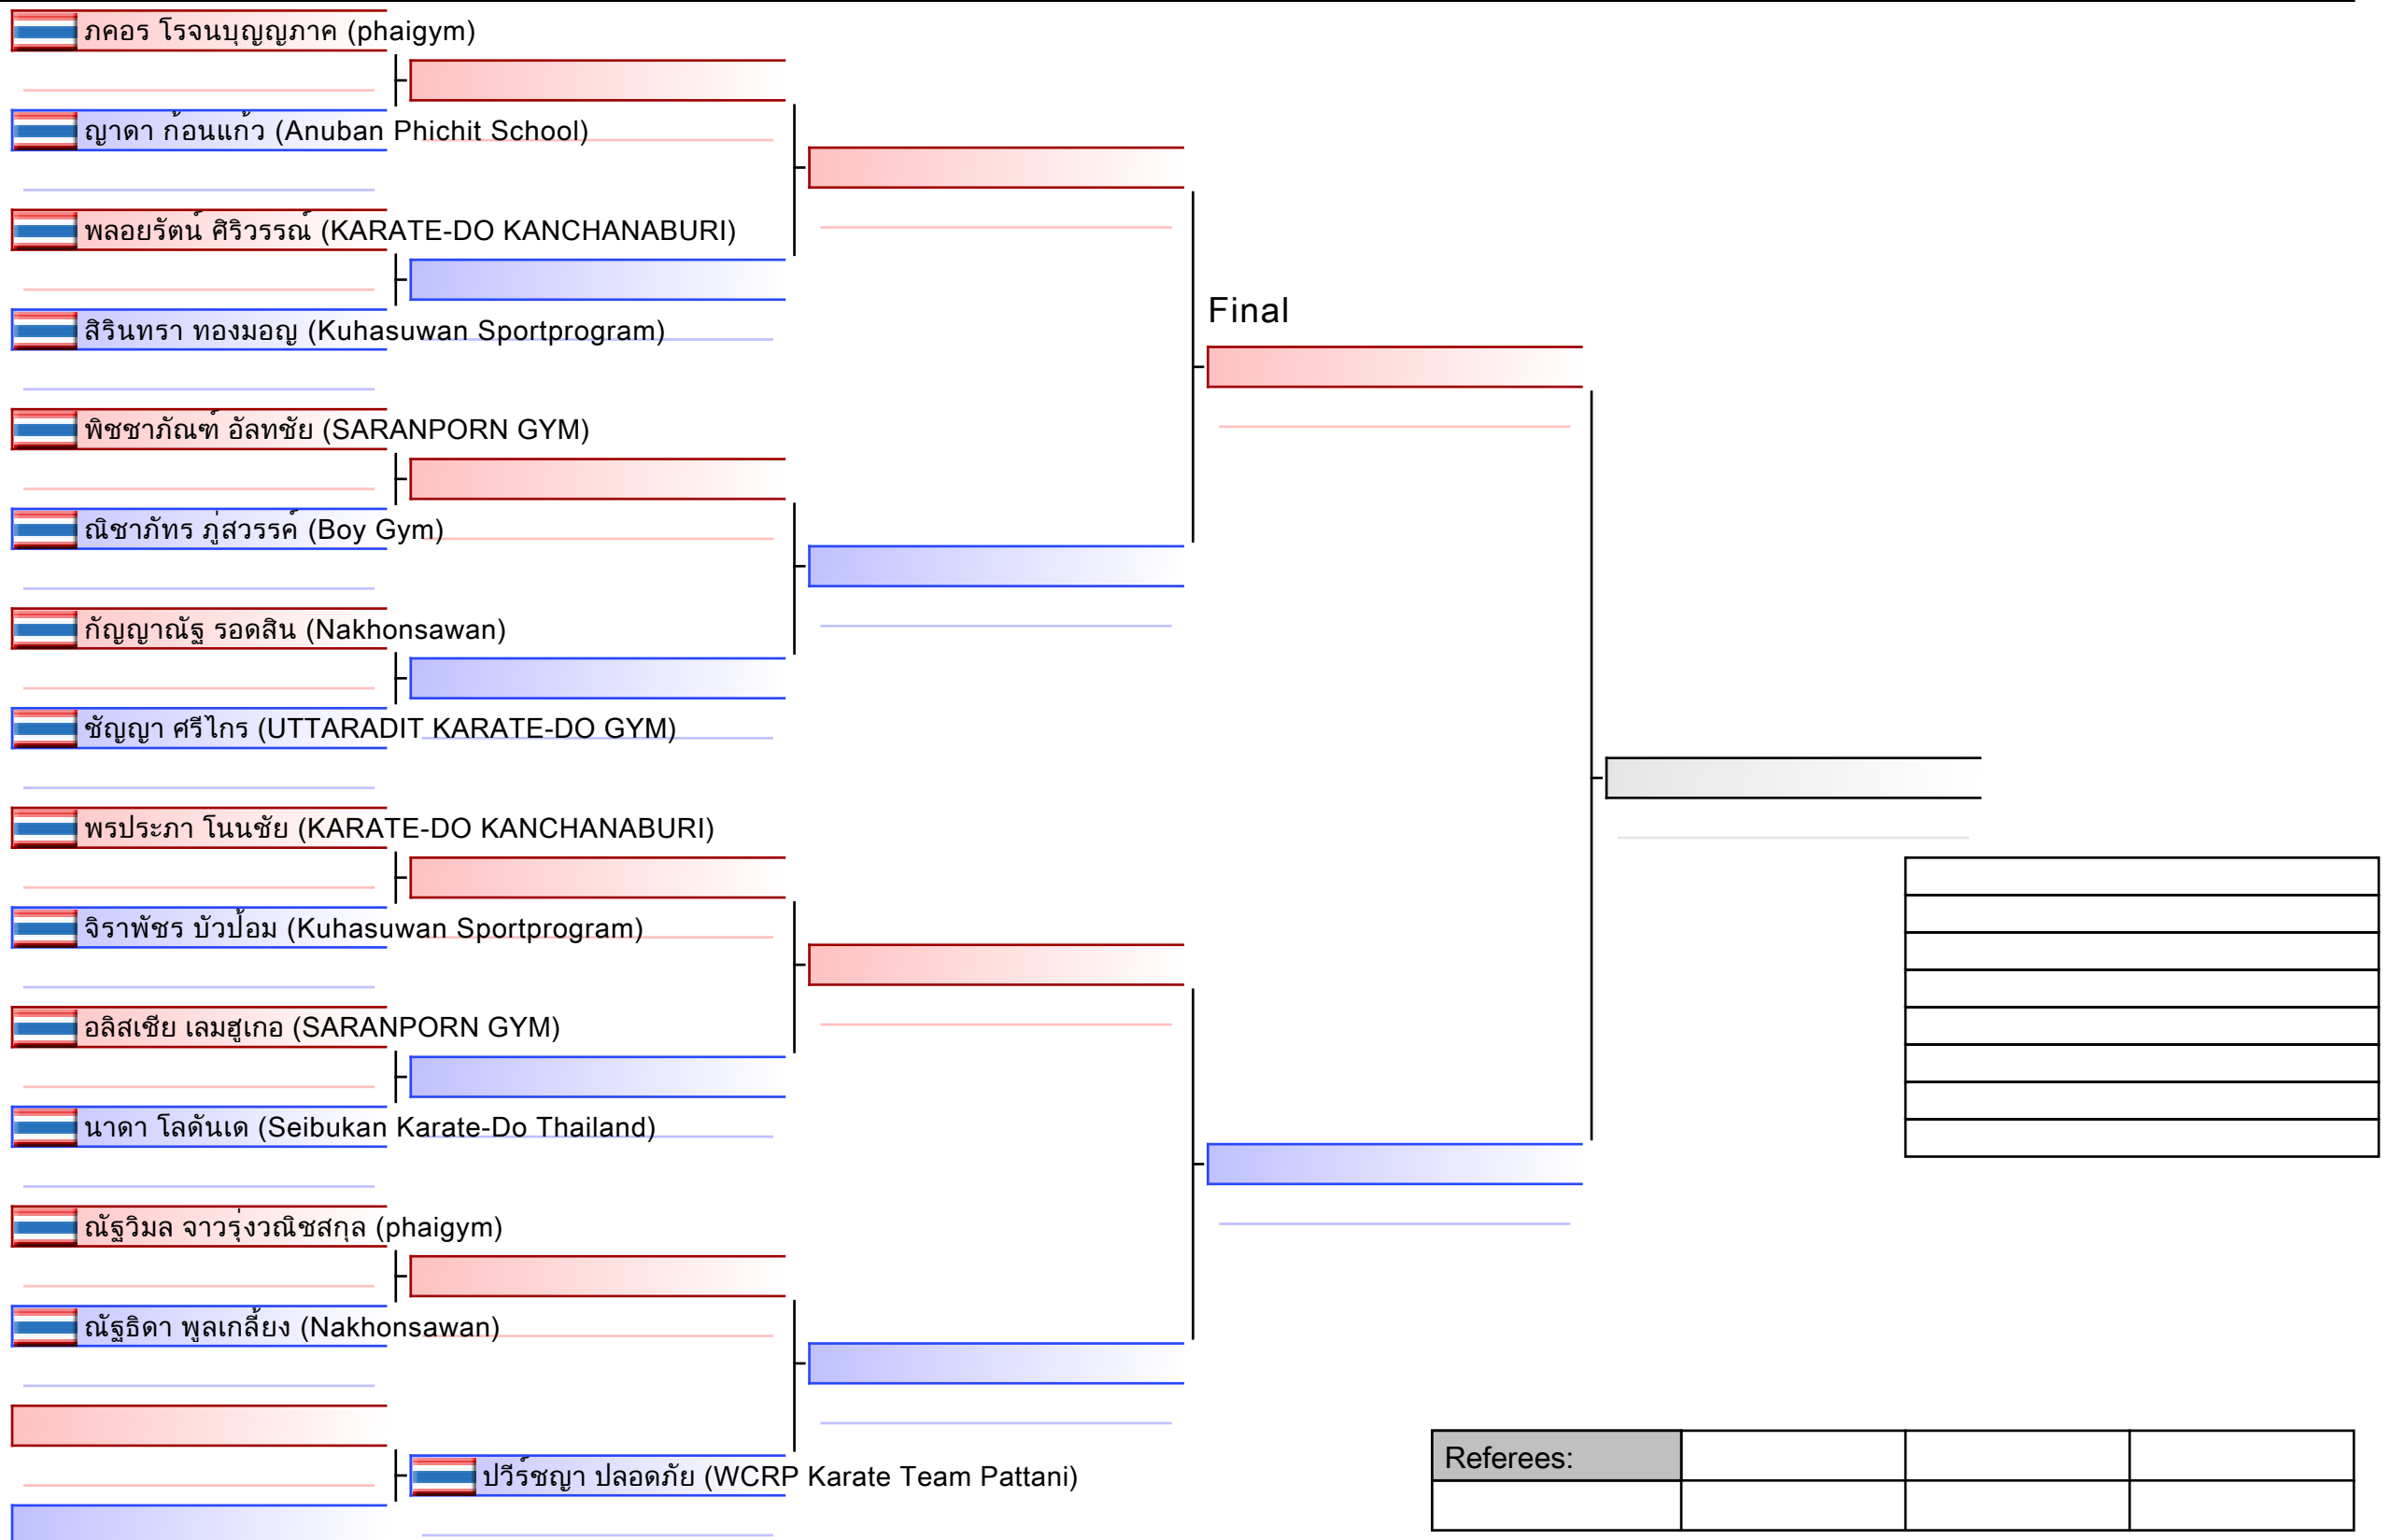 ภคอร โรจนบุญญภาค (phaigym)
ญาดา ก้อนแก้ว (Anuban Phichit School)
พลอยรัตน์ ศิริวรรณ์ (KARATE-DO KANCHANABURI)
สิรินทรา ทองมอญ (Kuhasuwan Sportprogram)
Final
พิชชาภัณฑ์ อัลทชัย (SARANPORN GYM)
ณิชาภัทร ภู่สวรรค์ (Boy Gym)
กัญญาณัฐ รอดสิน (Nakhonsawan)
ชัญญา ศรีไกร (UTTARADIT KARATE-DO GYM)
พรประภา โนนชัย (KARATE-DO KANCHANABURI)
จิราพัชร บัวป้อม (Kuhasuwan Sportprogram)
อลิสเชีย เลมฮูเกอ (SARANPORN GYM)
นาดา โลดันเด (Seibukan Karate-Do Thailand)
ณัฐวิมล จาวรุ่งวณิชสกุล (phaigym)
ณัฐธิดา พูลเกลี้ยง (Nakhonsawan)
ปวีร์ชญา ปลอดภัย (WCRP Karate Team Pattani)
Referees: